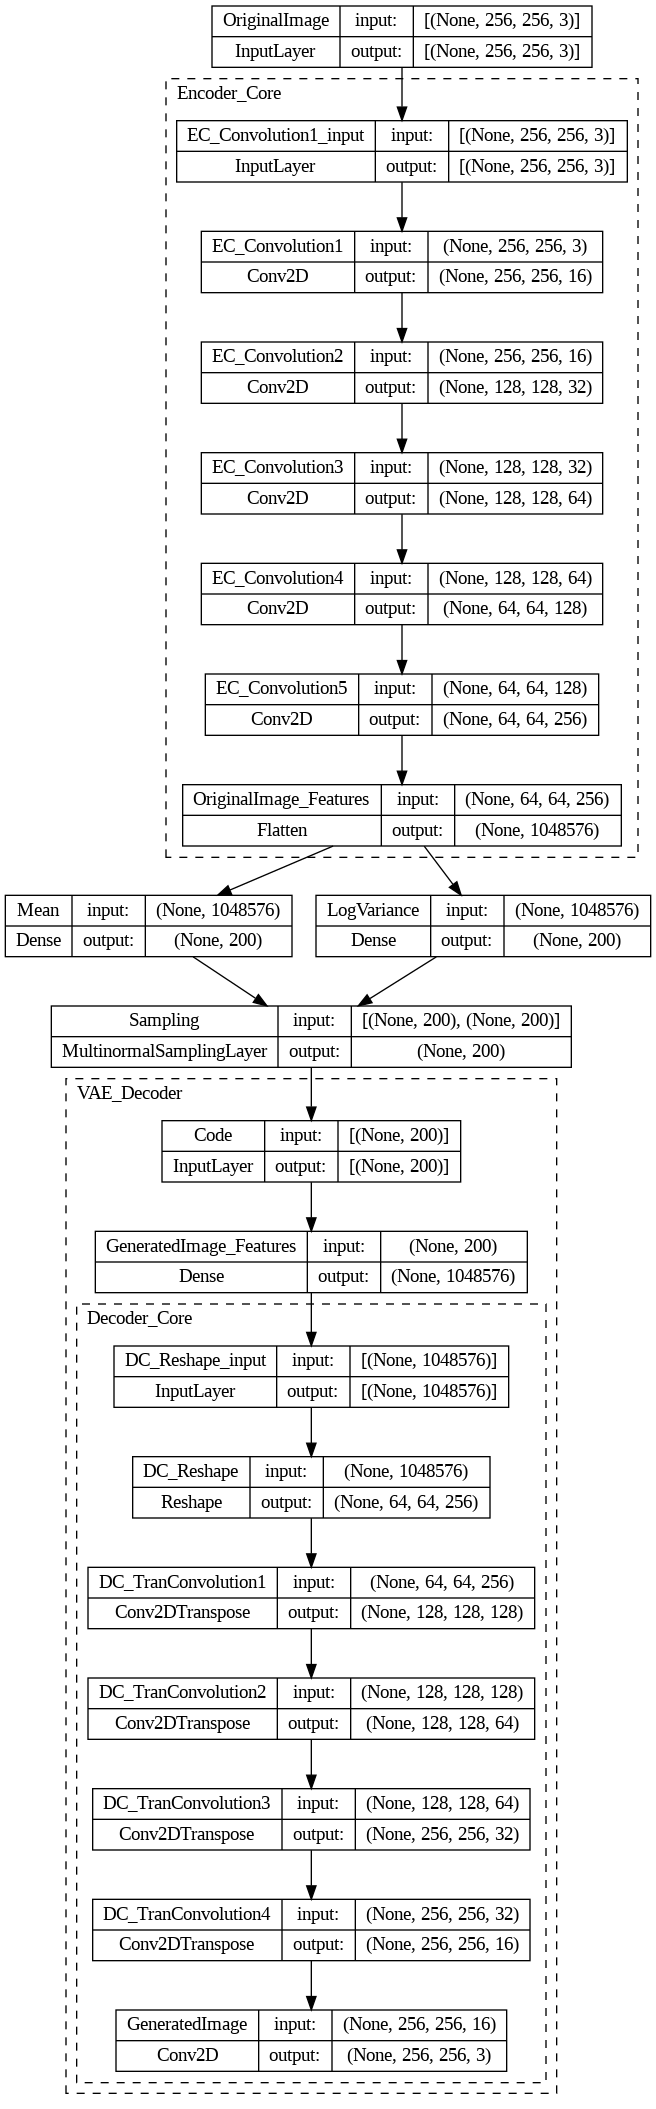 OriginalImage input: [(None, 256, 256, 3)]
InputLayer output: [(None, 256, 256, 3)]
Encoder_Core
EC_Convolution1_input input: [(None, 256, 256, 3)]
InputLayer output: [(None, 256, 256, 3)]
EC_Convolution1 input: (None, 256, 256, 3)
Conv2D output: (None, 256, 256, 16)
EC_Convolution2 input: (None, 256, 256, 16)
Conv2D output: (None, 128, 128, 32)
EC_Convolution3 input: (None, 128, 128, 32)
Conv2D output: (None, 128, 128, 64)
EC_Convolution4 input: (None, 128, 128, 64)
Conv2D output: (None, 64, 64, 128)
EC_Convolution5 input: (None, 64, 64, 128)
Conv2D output: (None, 64, 64, 256)
OriginalImage_Features input: (None, 64, 64, 256)
Flatten output: (None, 1048576)
Mean input: (None, 1048576)
Dense output: (None, 200)
LogVariance input: (None, 1048576)
Dense output: (None, 200)
Sampling input: [(None, 200), (None, 200)]
MultinormalSamplingLayer output: (None, 200)
VAE_Decoder
Code input: [(None, 200)]
InputLayer output: [(None, 200)]
GeneratedImage_Features input: (None, 200)
Dense output: (None, 1048576)
Decoder_Core
DC_Reshape_input input: [(None, 1048576)]
InputLayer output: [(None, 1048576)]
DC_Reshape input: (None, 1048576)
Reshape output: (None, 64, 64, 256)
DC_TranConvolution1 input: (None, 64, 64, 256)
Conv2DTranspose output: (None, 128, 128, 128)
DC_TranConvolution2 input: (None, 128, 128, 128)
Conv2DTranspose output: (None, 128, 128, 64)
DC_TranConvolution3 input: (None, 128, 128, 64)
Conv2DTranspose output: (None, 256, 256, 32)
DC_TranConvolution4 input: (None, 256, 256, 32)
Conv2DTranspose output: (None, 256, 256, 16)
GeneratedImage input: (None, 256, 256, 16)
Conv2D output: (None, 256, 256, 3)